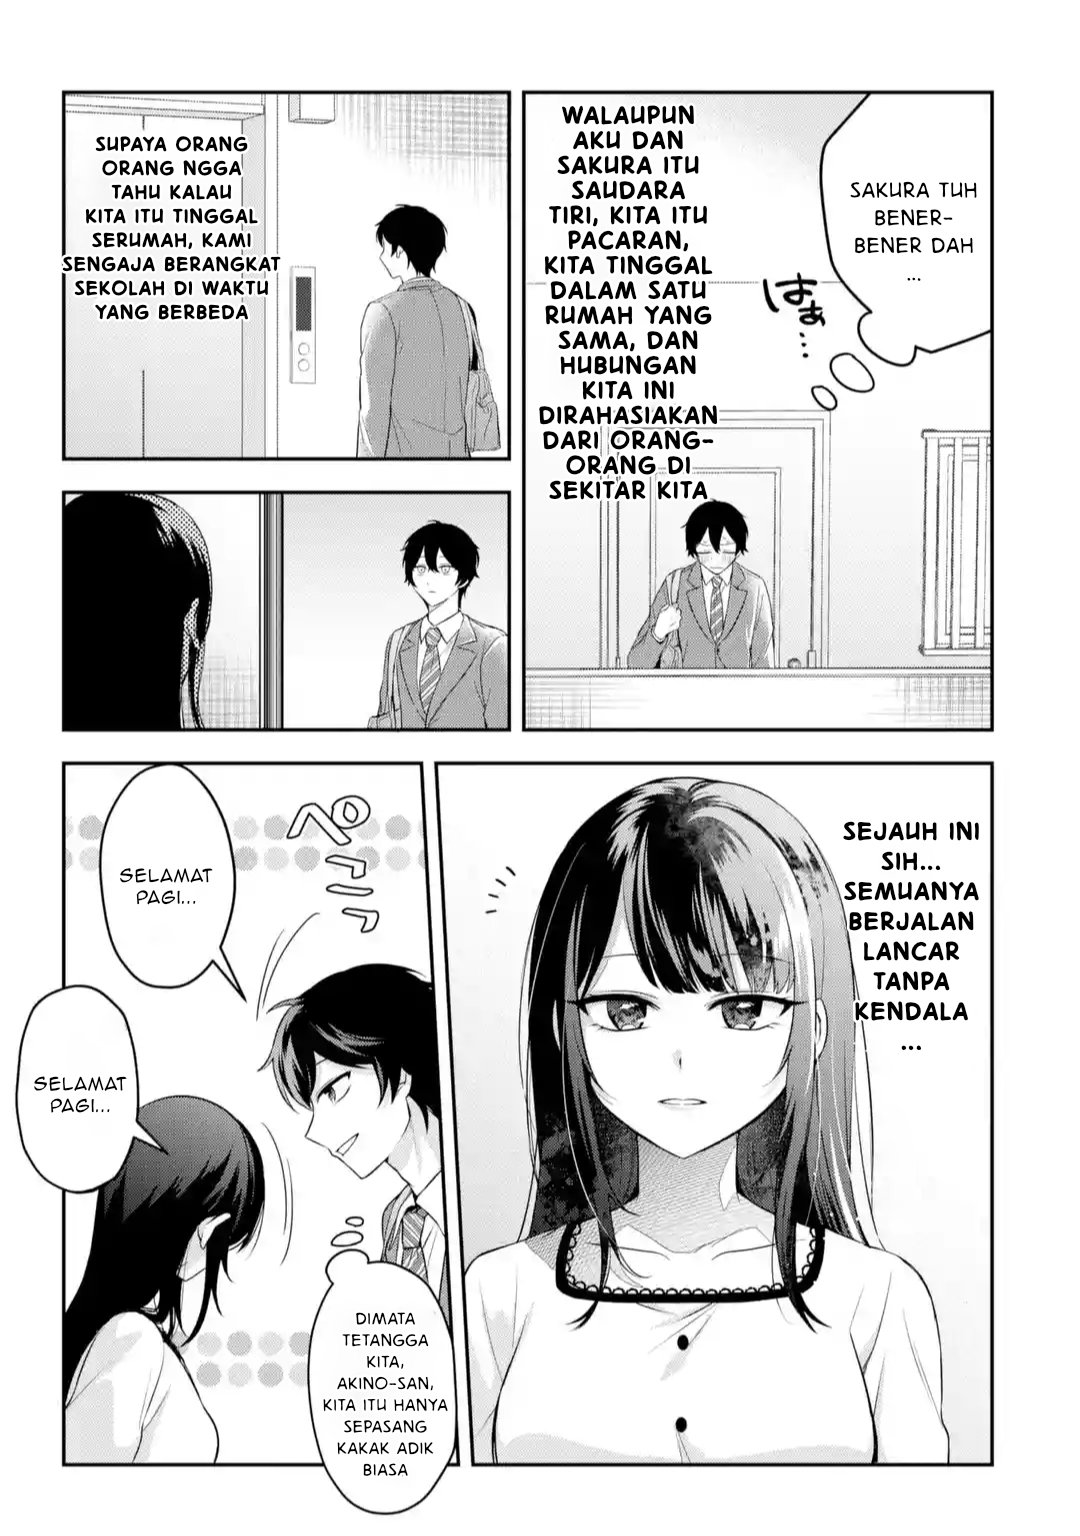 SAKURA TUH
BENER-
BENER DAH
...
はぁ
...
WALAUPUN
AKU DAN
SAKURA ITU
SAUDARA
TIRI, KITA ITU
PACARAN,
KITA TINGGAL
DALAM SATU
RUMAH YANG
SAMA, DAN
HUBUNGAN
KITA INI
DIRAHASIAKAN
DARI ORANG-
ORANG DI
SEKITAR KITA
SUPAYA ORANG
ORANG NGGA
TAHU KALAU
KITA ITU TINGGAL
SERUMAH, KAMI
SENGAJA BERANGKAT
SEKOLAH DI WAKTU
YANG BERBEDA
SEJAUH INI
SIH...
SEMUANYA
BERJALAN
LANCAR
TANPA
KENDALA
...
ペコ
ペコ
SELAMAT
PAGI...
SELAMAT
PAGI...
DIMATA
TETANGGA
KITA,
AKINO-SAN,
KITA ITU HANYA
SEPASANG
KAKAK ADIK
BIASA